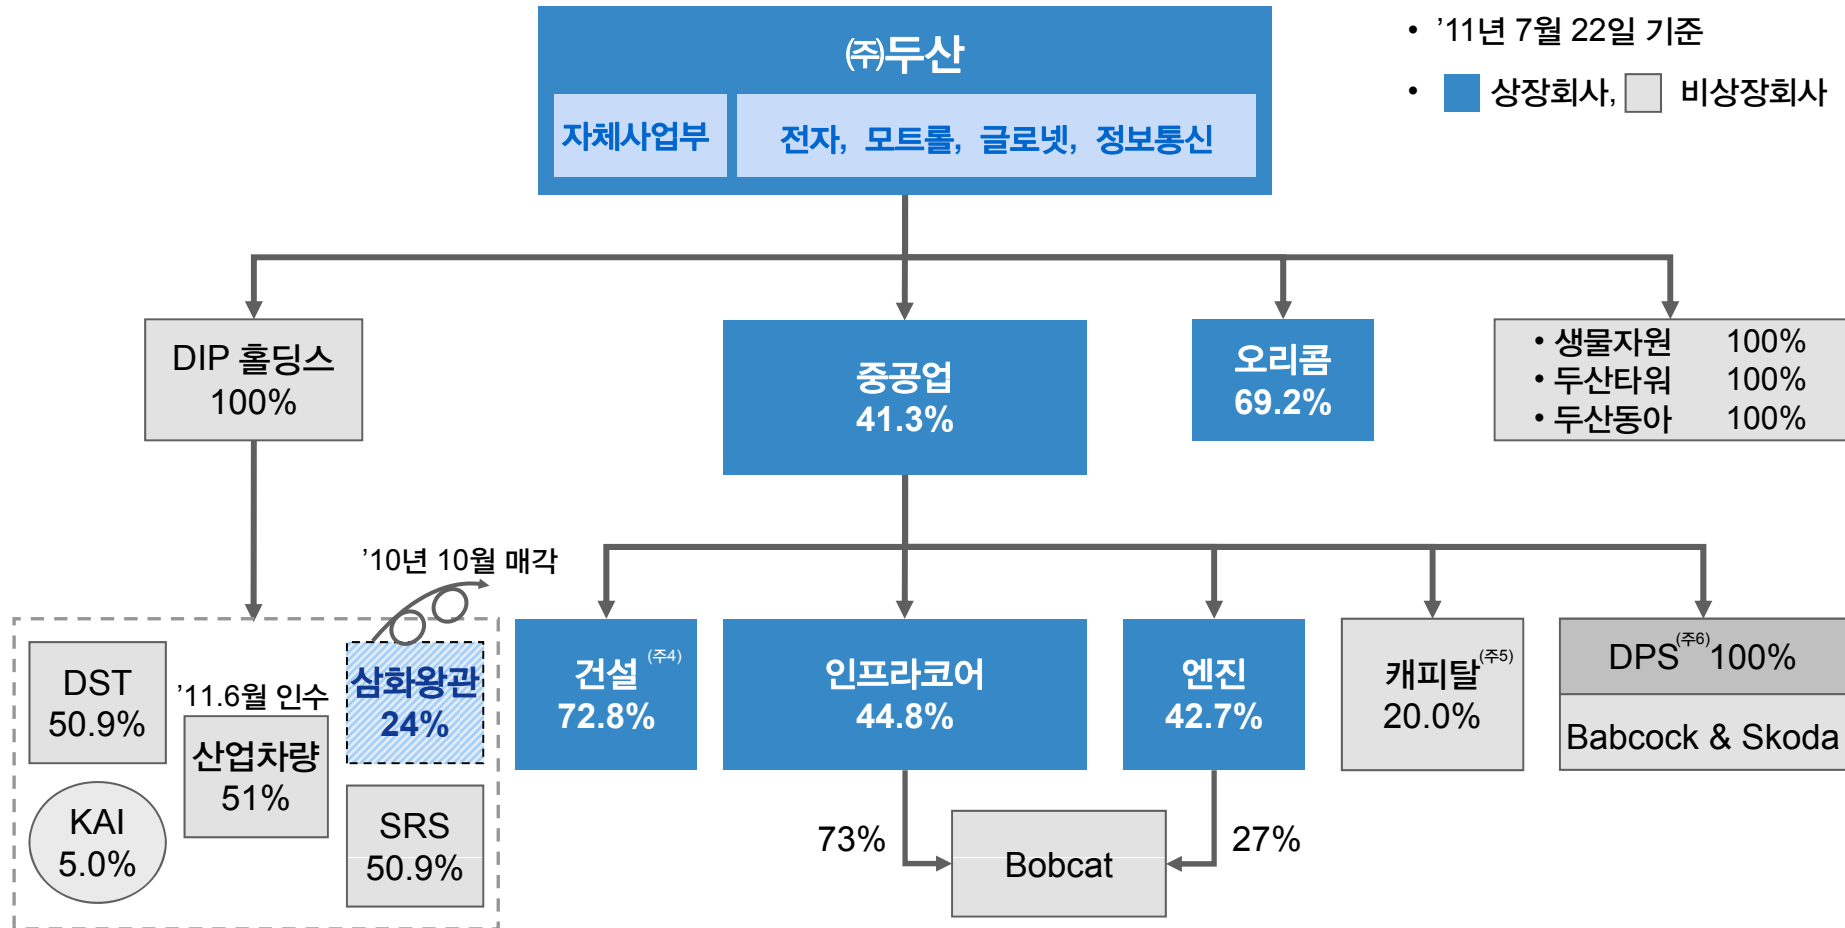 ㈜두산
자체사업부
전자, 모트롤, 글로넷, 정보통신
• ’11년 7월 22일 기준
• 상장회사, 비상장회사
DIP 홀딩스
100%
중공업
41.3%
오리콤
69.2%
• 생물자원 100%
• 두산타워 100%
• 두산동아 100%
’10년 10월 매각
DST
50.9%
’11.6월 인수
산업차량
51%
삼화왕관
24%
KAI
5.0%
SRS
50.9%
건설 (주4)
72.8%
인프라코어
44.8%
엔진
42.7%
캐피탈(주5)
20.0%
DPS(주6) 100%
Babcock & Skoda
73%
Bobcat
27%